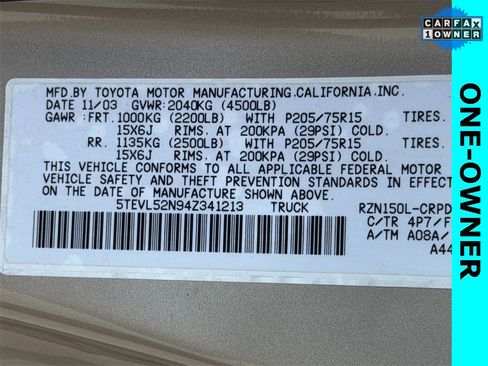 CARFAX
1 OWNER
ONE-OWNER
MFD.BY TOYOTA MOTOR MANUFACTURING,CALIFORNIA,INC.
DATE 11/03 GVWR:2040KG (4500LB)
GAWR:FRT.1000KG (2200LB) WITH P205/75R15 TIRES.
15X6J RIMS, AT 200KPA (29PSI) COLD.
RR. 1135KG (2500LB) WITH P205/75R15 TIRES.
15X6J RIMS, AT 200KPA (29PSI) COLD.
THIS VEHICLE CONFORMS TO ALL APPLICABLE FEDERAL MOTOR
VEHICLE SAFETY AND THEFT PREVENTION STANDARDS IN EFFECT
ON THE DATE OF MANUFACTURE SHOWN ABOVE.
5TEVL52N94Z341213 TRUCK RZN150L-CRPD
C/TR 4P7/F
A/TM A08A/
A44